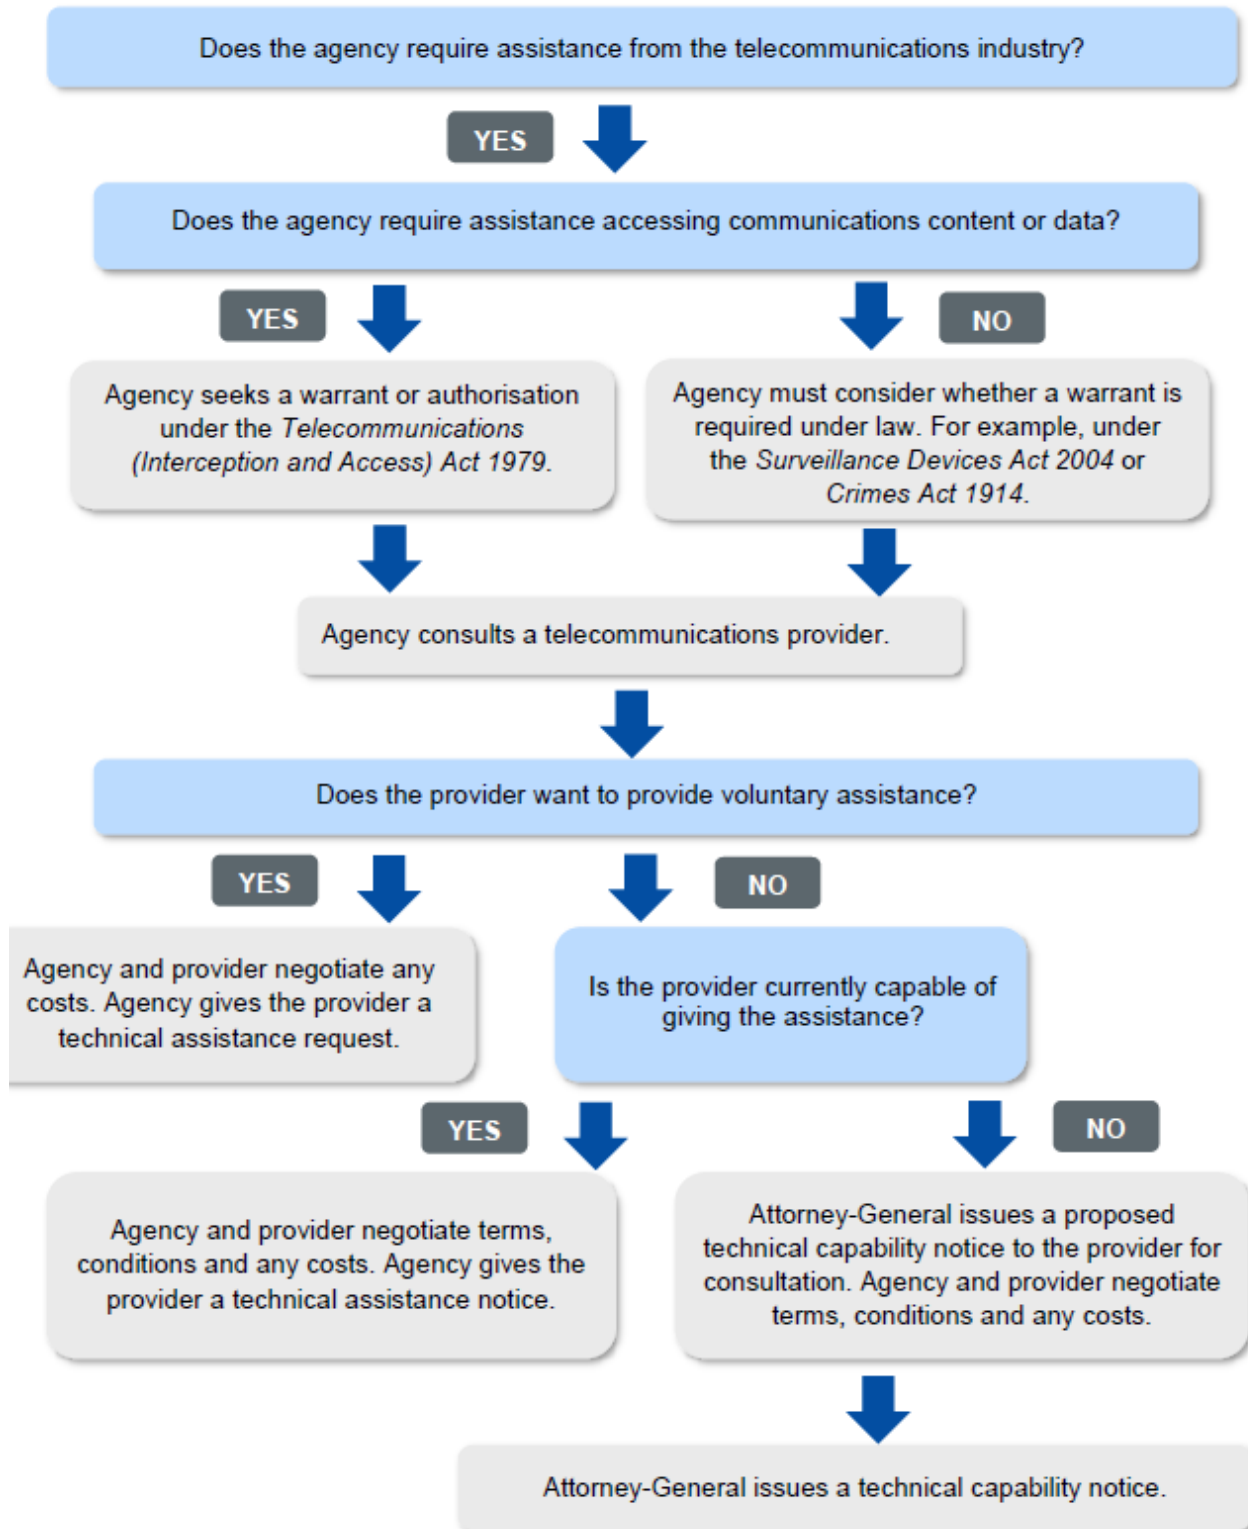 Does the agency require assistance from the telecommunications industry?
YES
Does the agency require assistance accessing communications content or data?
YES
NO
Agency seeks a warrant or authorisation
under the Telecommunications
(Interception and Access) Act 1979.
Agency must consider whether a warrant is
required under law. For example, under
the Surveillance Devices Act 2004 or
Crimes Act 1914.
Agency consults a telecommunications provider.
Does the provider want to provide voluntary assistance?
YES
NO
Agency and provider negotiate any
costs. Agency gives the provider a
technical assistance request.
Is the provider currently capable of
giving the assistance?
YES
NO
Agency and provider negotiate terms,
conditions and any costs. Agency gives the
provider a technical assistance notice.
Attorney-General issues a proposed
technical capability notice to the provider for
consultation. Agency and provider negotiate
terms, conditions and any costs.
Attorney-General issues a technical capability notice.